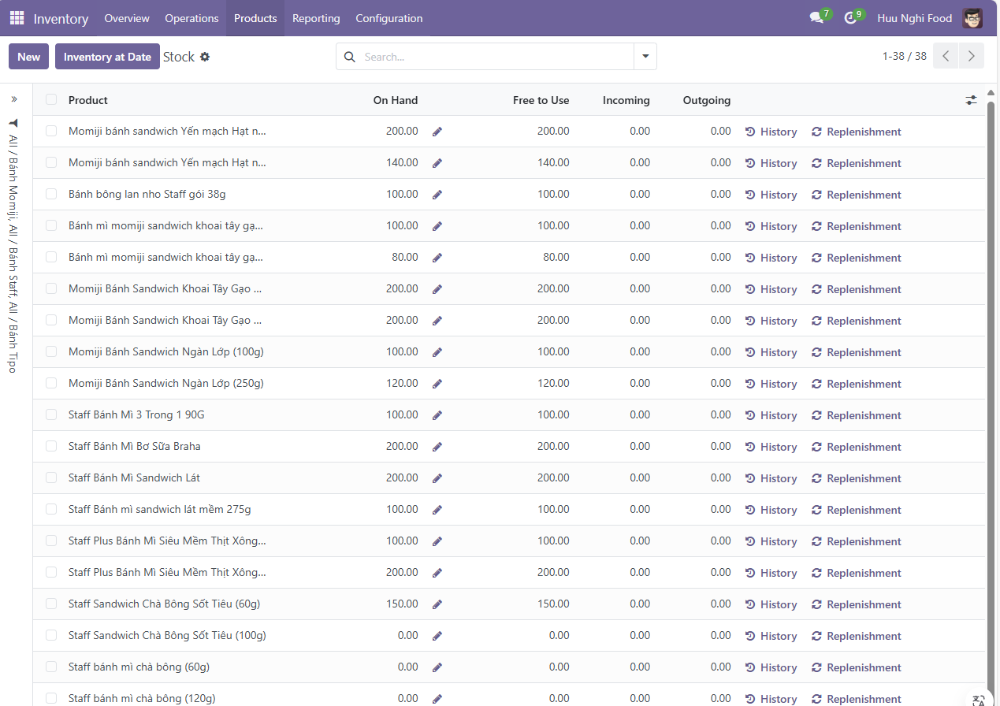 Inventory Overview Operations Products Reporting Configuration 7 9 Huu Nghi Food
New Inventory at Date Stock Search... 1-38 / 38
All / Bánh Momiji, All / Bánh Staff, All / Bánh Tipo
Product On Hand Free to Use Incoming Outgoing
Momiji bánh sandwich Yến mạch Hạt n... 200.00 200.00 0.00 0.00 History Replenishment
Momiji bánh sandwich Yến mạch Hạt n... 140.00 140.00 0.00 0.00 History Replenishment
Bánh bông lan nho Staff gói 38g 100.00 100.00 0.00 0.00 History Replenishment
Bánh mì momiji sandwich khoai tây gạ... 100.00 100.00 0.00 0.00 History Replenishment
Bánh mì momiji sandwich khoai tây gạ... 80.00 80.00 0.00 0.00 History Replenishment
Momiji Bánh Sandwich Khoai Tây Gạo ... 200.00 200.00 0.00 0.00 History Replenishment
Momiji Bánh Sandwich Khoai Tây Gạo ... 200.00 200.00 0.00 0.00 History Replenishment
Momiji Bánh Sandwich Ngàn Lớp (100g) 100.00 100.00 0.00 0.00 History Replenishment
Momiji Bánh Sandwich Ngàn Lớp (250g) 120.00 120.00 0.00 0.00 History Replenishment
Staff Bánh Mì 3 Trong 1 90G 100.00 100.00 0.00 0.00 History Replenishment
Staff Bánh Mì Bơ Sữa Braha 200.00 200.00 0.00 0.00 History Replenishment
Staff Bánh Mì Sandwich Lát 200.00 200.00 0.00 0.00 History Replenishment
Staff Bánh mì sandwich lát mềm 275g 100.00 100.00 0.00 0.00 History Replenishment
Staff Plus Bánh Mì Siêu Mềm Thịt Xông... 100.00 100.00 0.00 0.00 History Replenishment
Staff Plus Bánh Mì Siêu Mềm Thịt Xông... 200.00 200.00 0.00 0.00 History Replenishment
Staff Sandwich Chà Bông Sốt Tiêu (60g) 150.00 150.00 0.00 0.00 History Replenishment
Staff Sandwich Chà Bông Sốt Tiêu (100g) 0.00 0.00 0.00 0.00 History Replenishment
Staff bánh mì chà bông (60g) 0.00 0.00 0.00 0.00 History Replenishment
Staff bánh mì chà bông (120g) 0.00 0.00 0.00 0.00 History Replenishment